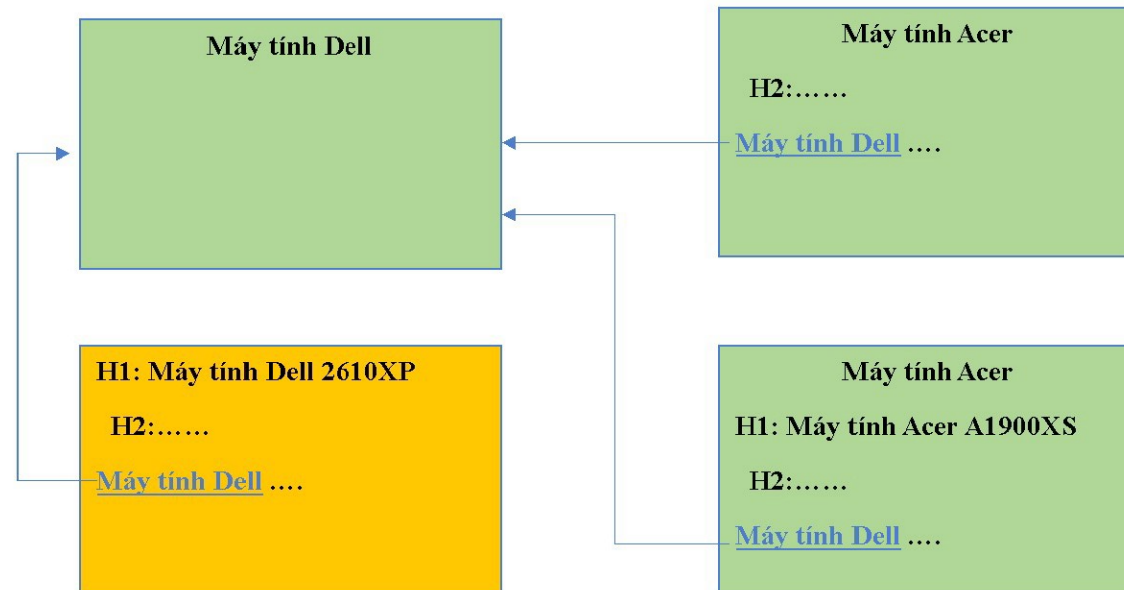 Máy tính Dell
Máy tính Acer
H2:……
Máy tính Dell ….
H1: Máy tính Dell 2610XP
H2:……
Máy tính Dell ….
Máy tính Acer
H1: Máy tính Acer A1900XS
H2:……
Máy tính Dell ….